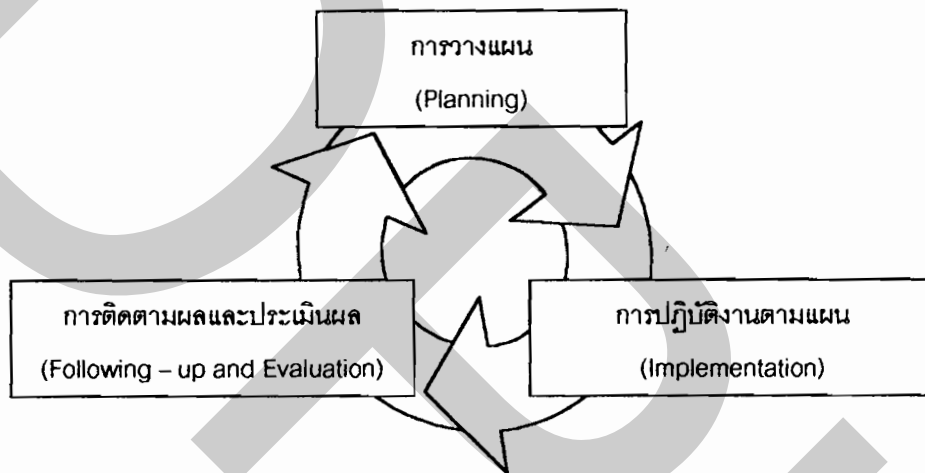 การวางแผน
(Planning)
การติดตามผลและประเมินผล
(Following – up and Evaluation)
การปฏิบัติงานตามแผน
(Implementation)